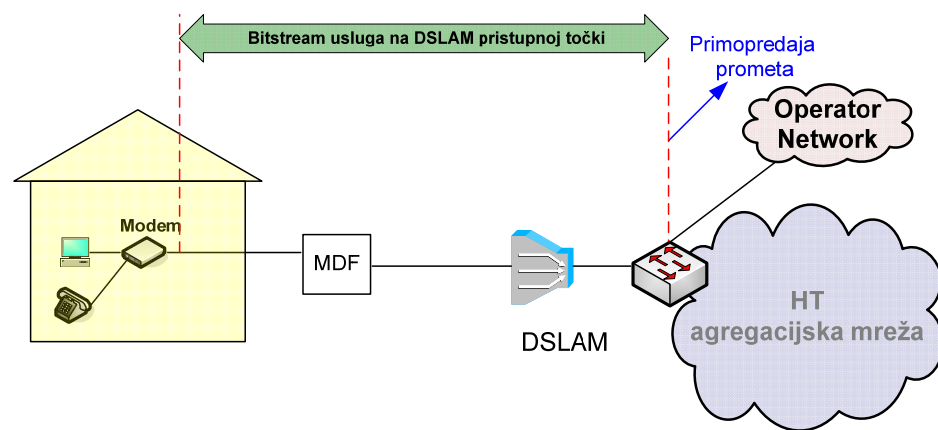 Bitstream usluga na DSLAM pristupnoj točki
Primopredaja
prometa
Operator
Network
Modem
MDF
DSLAM
HT
agregacijska mreža